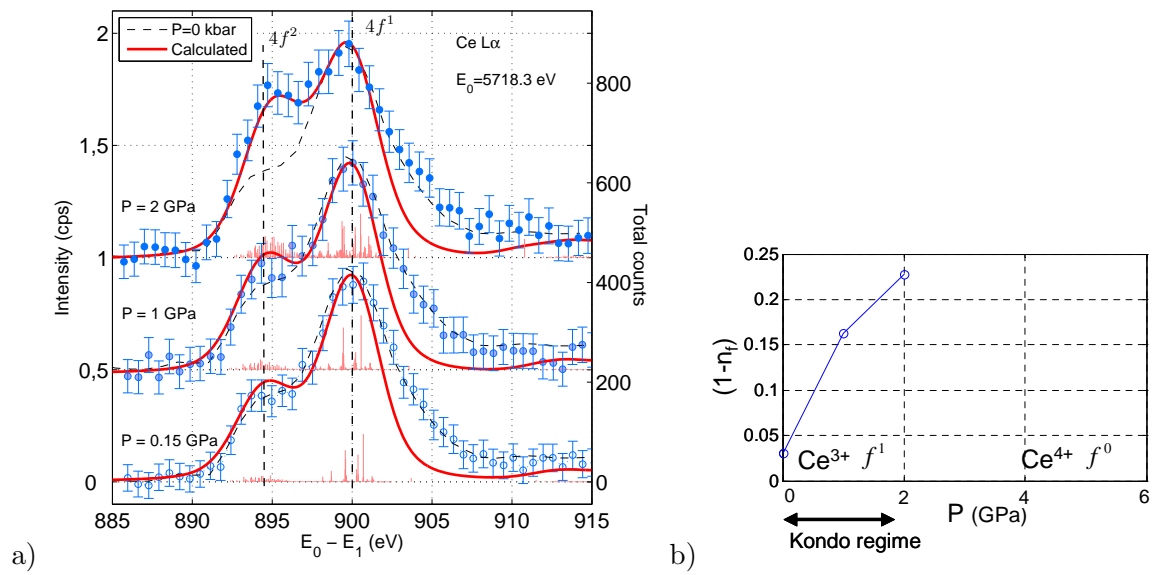 P=0 kbar
Calculated
4f²
4f¹
Ce Lα
E₀=5718.3 eV
P = 2 GPa
P = 1 GPa
P = 0.15 GPa
2
1,5
1
0,5
0
Intensity (cps)
800
600
400
200
0
Total counts
885 890 895 900 905 910 915
E₀ – E₁ (eV)
a)
0.25
0.2
0.15
0.1
0.05
0
(1-nf)
Ce³⁺ f¹ Ce⁴⁺ f⁰
0 2 4 6
P (GPa)
Kondo regime
b)